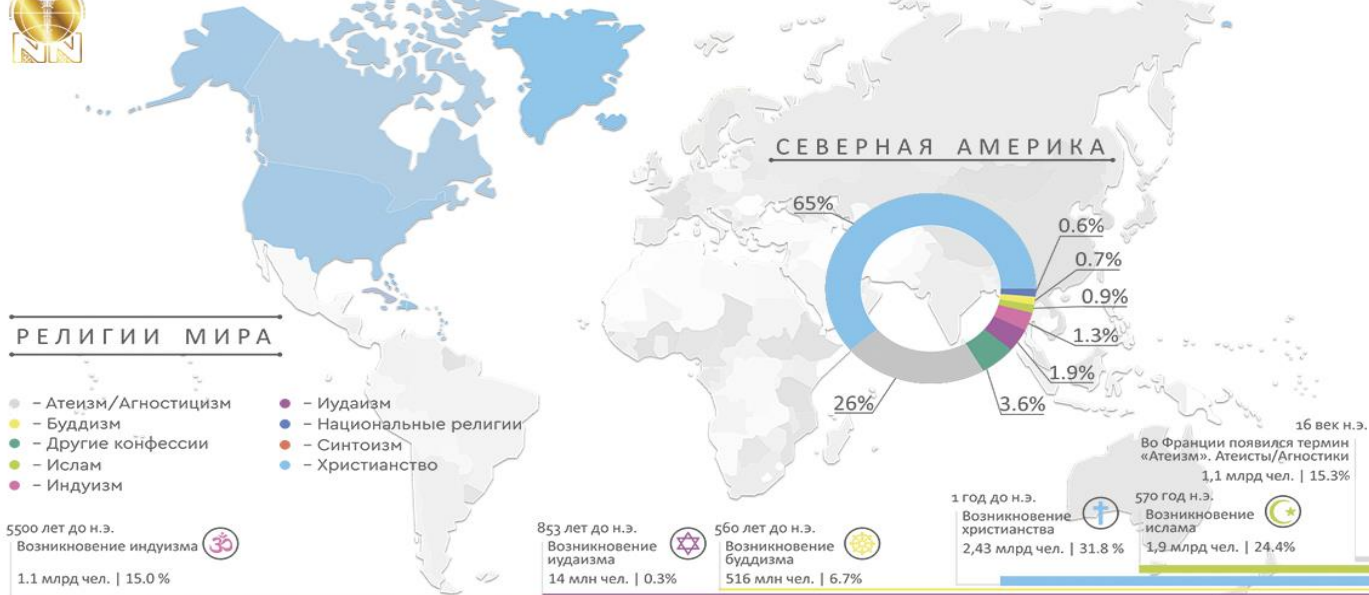 NN
СЕВЕРНАЯ АМЕРИКА
65%
0.6%
0.7%
0.9%
1.3%
1.9%
3.6%
26%
РЕЛИГИИ МИРА
– Атеизм/Агностицизм
– Буддизм
– Другие конфессии
– Ислам
– Индуизм
– Иудаизм
– Национальные религии
– Синтоизм
– Христианство
5500 лет до н.э.
Возникновение индуизма
ॐ
1.1 млрд чел. | 15.0 %
853 лет до н.э.
Возникновение
иудаизма
14 млн чел. | 0.3%
560 лет до н.э.
Возникновение
буддизма
516 млн чел. | 6.7%
1 год до н.э.
Возникновение
христианства
2,43 млрд чел. | 31.8 %
570 год н.э.
Возникновение
ислама
1,9 млрд чел. | 24.4%
16 век н.э.
Во Франции появился термин
«Атеизм». Атеисты/Агностики
1,1 млрд чел. | 15.3%